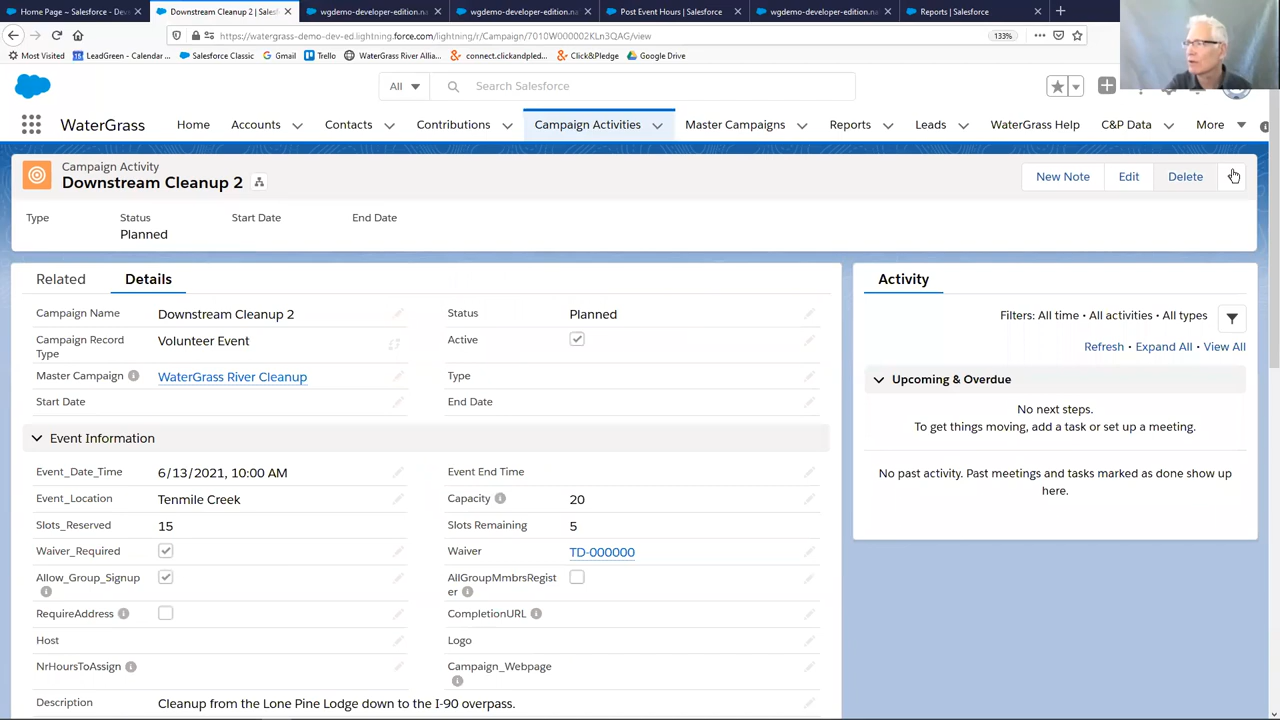 Home Page ~ Salesforce - Dev
Downstream Cleanup 2 | Salesf
wgdemo-developer-edition.na
wgdemo-developer-edition.na
Post Event Hours | Salesforce
wgdemo-developer-edition.na
Reports | Salesforce
https://watergrass-demo-dev-ed.lightning.force.com/lightning/r/Campaign/7010W000002KLn3QAG/view
133%
Most Visited
LeadGreen - Calendar ...
Salesforce Classic
Gmail
Trello
WaterGrass River Allia...
connect.clickandpled...
Click&Pledge
Google Drive
All
Search Salesforce
WaterGrass
Home
Accounts
Contacts
Contributions
Campaign Activities
Master Campaigns
Reports
Leads
WaterGrass Help
C&P Data
More
Campaign Activity
Downstream Cleanup 2
New Note
Edit
Delete
Type
Status
Start Date
End Date
Planned
Related
Details
Campaign Name
Downstream Cleanup 2
Status
Planned
Campaign Record
Type
Volunteer Event
Active
Master Campaign
WaterGrass River Cleanup
Type
Start Date
End Date
Event Information
Event_Date_Time
6/13/2021, 10:00 AM
Event End Time
Event_Location
Tenmile Creek
Capacity
20
Slots_Reserved
15
Slots Remaining
5
Waiver_Required
Waiver
TD-000000
Allow_Group_Signup
AllGroupMmbrsRegist
er
RequireAddress
CompletionURL
Host
Logo
NrHoursToAssign
Campaign_Webpage
Description
Cleanup from the Lone Pine Lodge down to the I-90 overpass.
Activity
Filters: All time • All activities • All types
Refresh • Expand All • View All
Upcoming & Overdue
No next steps.
To get things moving, add a task or set up a meeting.
No past activity. Past meetings and tasks marked as done show up
here.